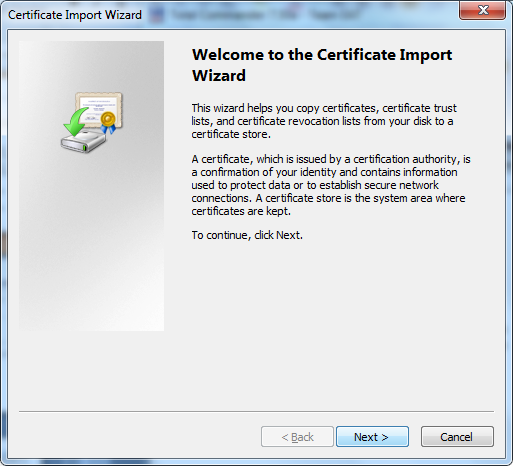 Certificate Import Wizard
Welcome to the Certificate Import
Wizard
This wizard helps you copy certificates, certificate trust
lists, and certificate revocation lists from your disk to a
certificate store.
A certificate, which is issued by a certification authority, is
a confirmation of your identity and contains information
used to protect data or to establish secure network
connections. A certificate store is the system area where
certificates are kept.
To continue, click Next.
< Back
Next >
Cancel